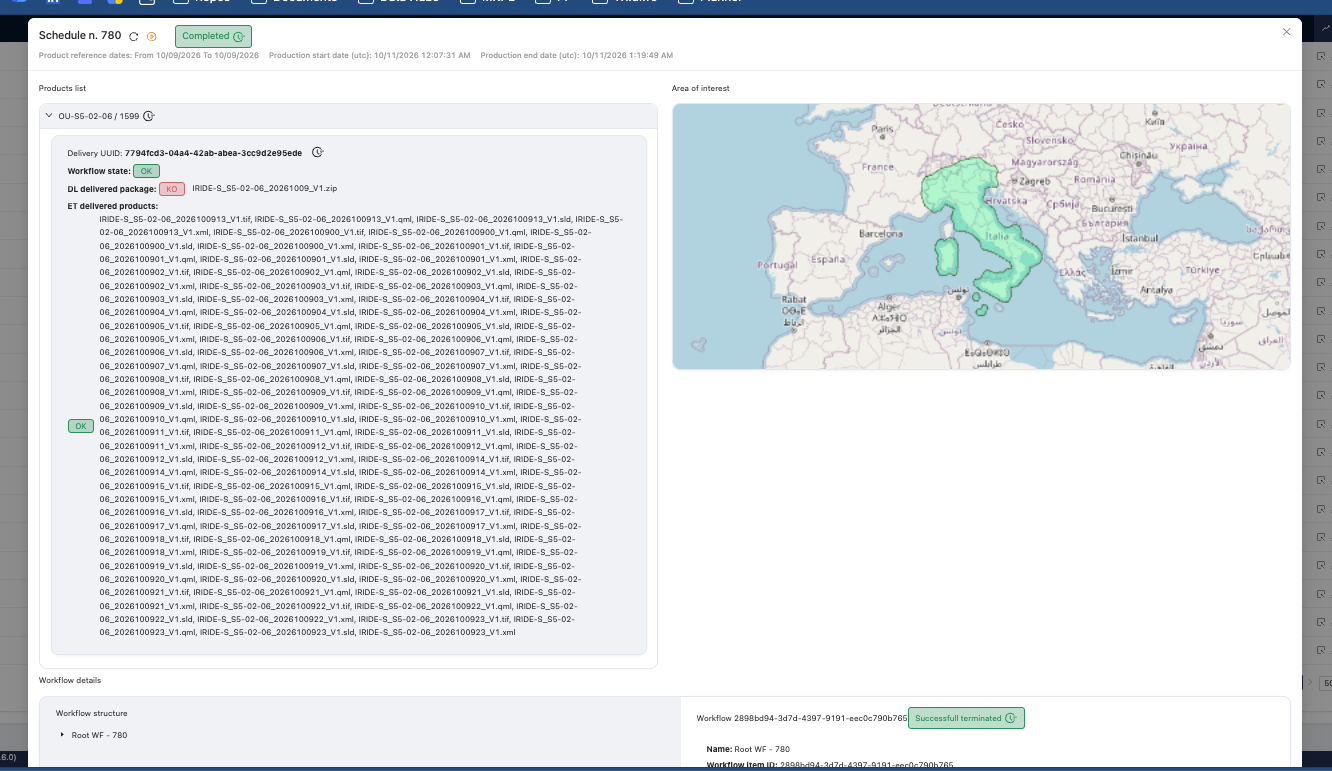 Schedule n. 780
Completed
Product reference dates: From 10/09/2026 To 10/09/2026 Production start date (utc): 10/11/2026 12:07:31 AM Production end date (utc): 10/11/2026 1:19:49 AM
Products list
OU-S5-02-06 / 1599
Delivery UUID: 7794fcd3-04a4-42ab-abea-3cc9d2e95ede
Workflow state: OK
DL delivered package: KO IRIDE-S_S5-02-06_20261009_V1.zip
ET delivered products:
IRIDE-S_S5-02-06_2026100913_V1.tif, IRIDE-S_S5-02-06_2026100913_V1.qml, IRIDE-S_S5-02-06_2026100913_V1.sld, IRIDE-S_S5-
02-06_2026100913_V1.xml, IRIDE-S_S5-02-06_2026100900_V1.tif, IRIDE-S_S5-02-06_2026100900_V1.qml, IRIDE-S_S5-02-
06_2026100900_V1.sld, IRIDE-S_S5-02-06_2026100900_V1.xml, IRIDE-S_S5-02-06_2026100901_V1.tif, IRIDE-S_S5-02-
06_2026100901_V1.qml, IRIDE-S_S5-02-06_2026100901_V1.sld, IRIDE-S_S5-02-06_2026100901_V1.xml, IRIDE-S_S5-02-
06_2026100902_V1.tif, IRIDE-S_S5-02-06_2026100902_V1.qml, IRIDE-S_S5-02-06_2026100902_V1.sld, IRIDE-S_S5-02-
06_2026100902_V1.xml, IRIDE-S_S5-02-06_2026100903_V1.tif, IRIDE-S_S5-02-06_2026100903_V1.qml, IRIDE-S_S5-02-
06_2026100903_V1.sld, IRIDE-S_S5-02-06_2026100903_V1.xml, IRIDE-S_S5-02-06_2026100904_V1.tif, IRIDE-S_S5-02-
06_2026100904_V1.qml, IRIDE-S_S5-02-06_2026100904_V1.sld, IRIDE-S_S5-02-06_2026100904_V1.xml, IRIDE-S_S5-02-
06_2026100905_V1.tif, IRIDE-S_S5-02-06_2026100905_V1.qml, IRIDE-S_S5-02-06_2026100905_V1.sld, IRIDE-S_S5-02-
06_2026100905_V1.xml, IRIDE-S_S5-02-06_2026100906_V1.tif, IRIDE-S_S5-02-06_2026100906_V1.qml, IRIDE-S_S5-02-
06_2026100906_V1.sld, IRIDE-S_S5-02-06_2026100906_V1.xml, IRIDE-S_S5-02-06_2026100907_V1.tif, IRIDE-S_S5-02-
06_2026100907_V1.qml, IRIDE-S_S5-02-06_2026100907_V1.sld, IRIDE-S_S5-02-06_2026100907_V1.xml, IRIDE-S_S5-02-
06_2026100908_V1.tif, IRIDE-S_S5-02-06_2026100908_V1.qml, IRIDE-S_S5-02-06_2026100908_V1.sld, IRIDE-S_S5-02-
06_2026100908_V1.xml, IRIDE-S_S5-02-06_2026100909_V1.tif, IRIDE-S_S5-02-06_2026100909_V1.qml, IRIDE-S_S5-02-
06_2026100909_V1.sld, IRIDE-S_S5-02-06_2026100909_V1.xml, IRIDE-S_S5-02-06_2026100910_V1.tif, IRIDE-S_S5-02-
06_2026100910_V1.qml, IRIDE-S_S5-02-06_2026100910_V1.sld, IRIDE-S_S5-02-06_2026100910_V1.xml, IRIDE-S_S5-02-
OK
06_2026100911_V1.tif, IRIDE-S_S5-02-06_2026100911_V1.qml, IRIDE-S_S5-02-06_2026100911_V1.sld, IRIDE-S_S5-02-
06_2026100911_V1.xml, IRIDE-S_S5-02-06_2026100912_V1.tif, IRIDE-S_S5-02-06_2026100912_V1.qml, IRIDE-S_S5-02-
06_2026100912_V1.sld, IRIDE-S_S5-02-06_2026100912_V1.xml, IRIDE-S_S5-02-06_2026100914_V1.tif, IRIDE-S_S5-02-
06_2026100914_V1.qml, IRIDE-S_S5-02-06_2026100914_V1.sld, IRIDE-S_S5-02-06_2026100914_V1.xml, IRIDE-S_S5-02-
06_2026100915_V1.tif, IRIDE-S_S5-02-06_2026100915_V1.qml, IRIDE-S_S5-02-06_2026100915_V1.sld, IRIDE-S_S5-02-
06_2026100915_V1.xml, IRIDE-S_S5-02-06_2026100916_V1.tif, IRIDE-S_S5-02-06_2026100916_V1.qml, IRIDE-S_S5-02-
06_2026100916_V1.sld, IRIDE-S_S5-02-06_2026100916_V1.xml, IRIDE-S_S5-02-06_2026100917_V1.tif, IRIDE-S_S5-02-
06_2026100917_V1.qml, IRIDE-S_S5-02-06_2026100917_V1.sld, IRIDE-S_S5-02-06_2026100917_V1.xml, IRIDE-S_S5-02-
06_2026100918_V1.tif, IRIDE-S_S5-02-06_2026100918_V1.qml, IRIDE-S_S5-02-06_2026100918_V1.sld, IRIDE-S_S5-02-
06_2026100918_V1.xml, IRIDE-S_S5-02-06_2026100919_V1.tif, IRIDE-S_S5-02-06_2026100919_V1.qml, IRIDE-S_S5-02-
06_2026100919_V1.sld, IRIDE-S_S5-02-06_2026100919_V1.xml, IRIDE-S_S5-02-06_2026100920_V1.tif, IRIDE-S_S5-02-
06_2026100920_V1.qml, IRIDE-S_S5-02-06_2026100920_V1.sld, IRIDE-S_S5-02-06_2026100920_V1.xml, IRIDE-S_S5-02-
06_2026100921_V1.tif, IRIDE-S_S5-02-06_2026100921_V1.qml, IRIDE-S_S5-02-06_2026100921_V1.sld, IRIDE-S_S5-02-
06_2026100921_V1.xml, IRIDE-S_S5-02-06_2026100922_V1.tif, IRIDE-S_S5-02-06_2026100922_V1.qml, IRIDE-S_S5-02-
06_2026100922_V1.sld, IRIDE-S_S5-02-06_2026100922_V1.xml, IRIDE-S_S5-02-06_2026100923_V1.tif, IRIDE-S_S5-02-
06_2026100923_V1.qml, IRIDE-S_S5-02-06_2026100923_V1.sld, IRIDE-S_S5-02-06_2026100923_V1.xml
Area of interest
Paris
Česko
Київ
Slovensko
Україна
France
Magyarország
Chișinău
România
Zagreb
Hrvatska
Србија
București
България
Barcelona
Italia
İstanbul
España
Portugal
Ελλάς
İzmir
Türkiye
Antalya
تونس
Rabat
الرباط
Alger
الجزائر
طرابلس
سوريا
دمشق
العراق
الأردن
الموصل
Workflow details
Workflow structure
Root WF - 780
Workflow 2898bd94-3d7d-4397-9191-eec0c790b765 Successfull terminated
Name: Root WF - 780
Workflow item ID: 2898bd94-3d7d-4397-9191-eec0c790b765
.6.0)
50